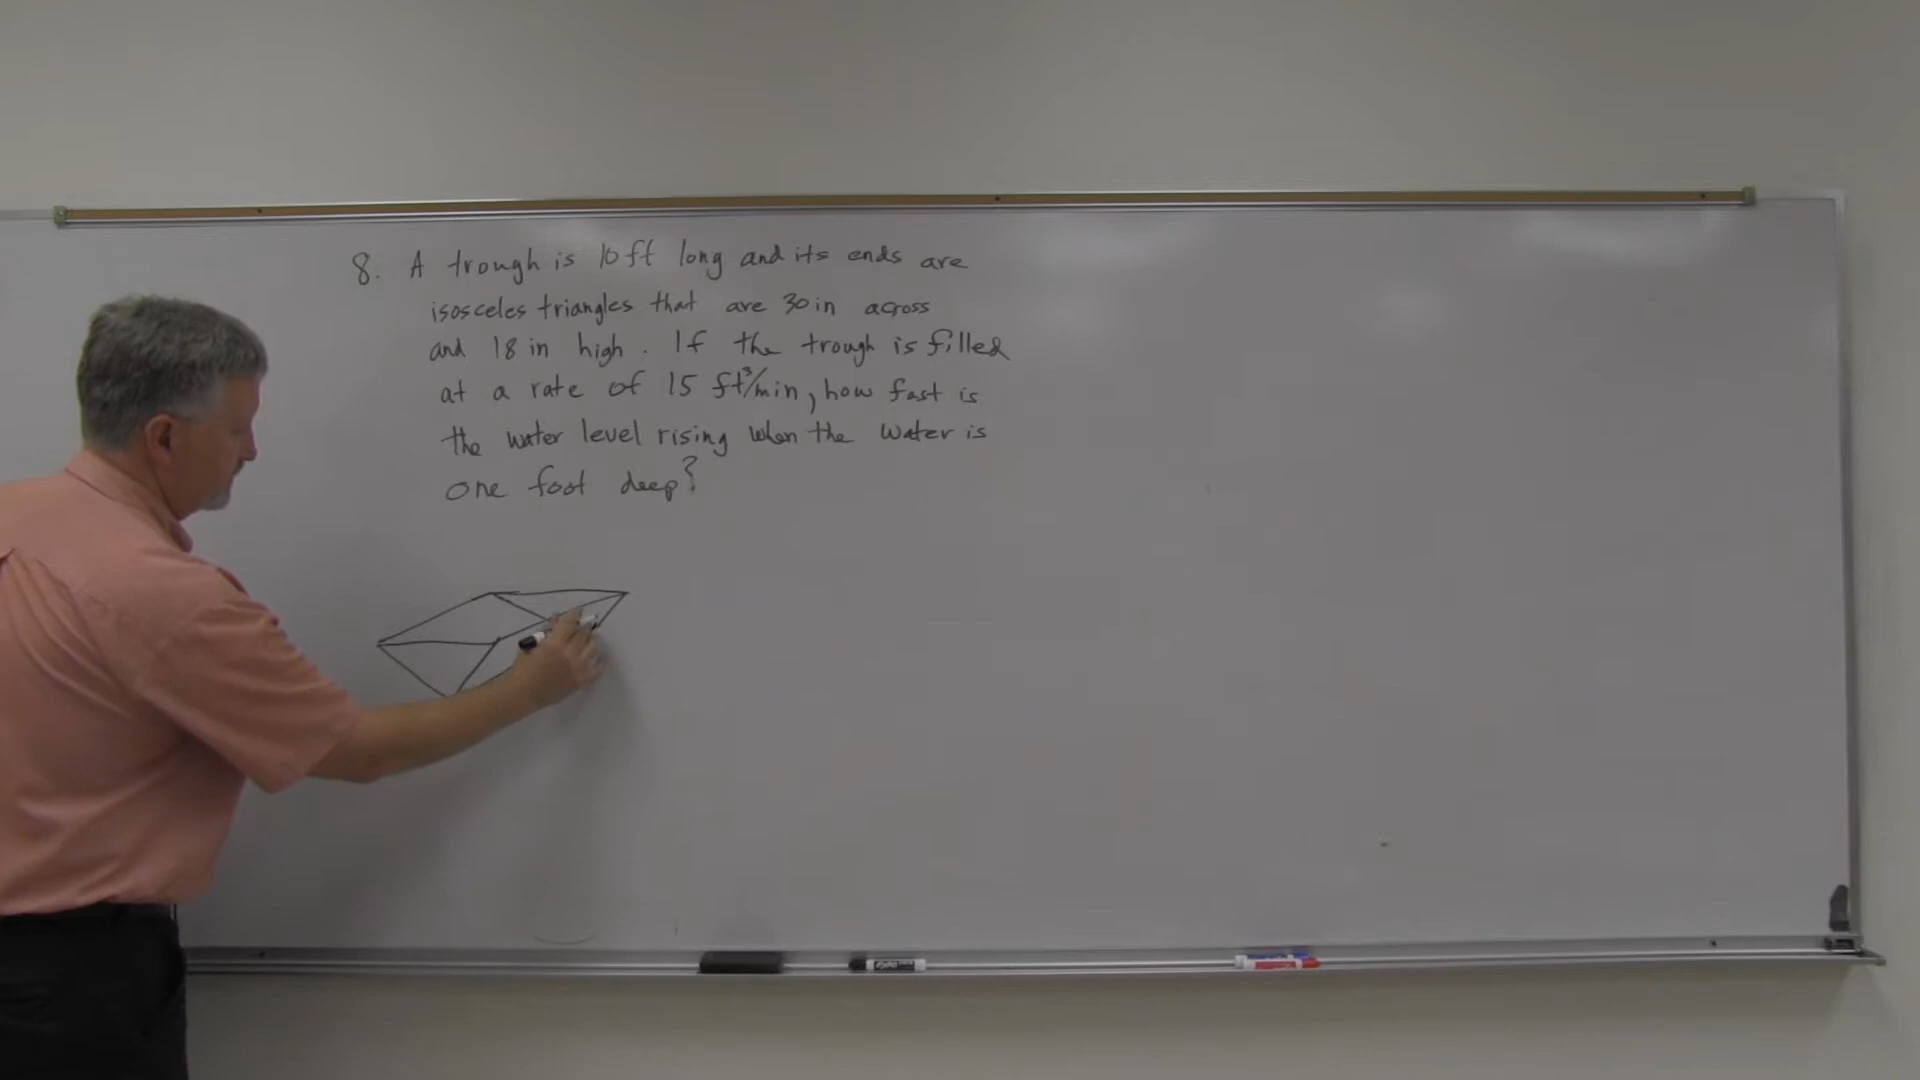 8. A trough is 10 ft long and its ends are
isosceles triangles that are 30 in across
and 18 in high. If the trough is filled
at a rate of 15 ft³/min, how fast is
the water level rising when the water is
one foot deep?